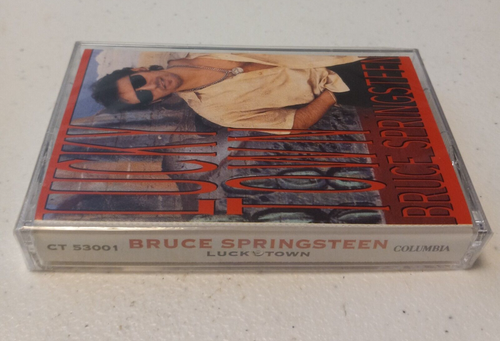 LUCKY
TOWN
BRUCE SPRINGSTEEN
CT 53001 BRUCE SPRINGSTEEN COLUMBIA
LUCKY TOWN